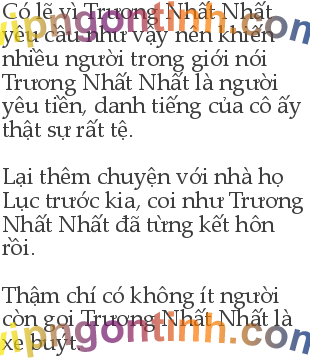 Có lẽ vì Trương Nhất Nhất
yêu cầu như vậy nên khiến
nhiều người trong giới nói
Trương Nhất Nhất là người
yêu tiền, danh tiếng của cô ấy
thật sự rất tệ.
Lại thêm chuyện với nhà họ
Lục trước kia, coi như Trương
Nhất Nhất đã từng kết hôn
rồi.
Thậm chí có không ít người
còn gọi Trương Nhất Nhất là
xe buýt.
vipngontinh.com
vipngontinh.com